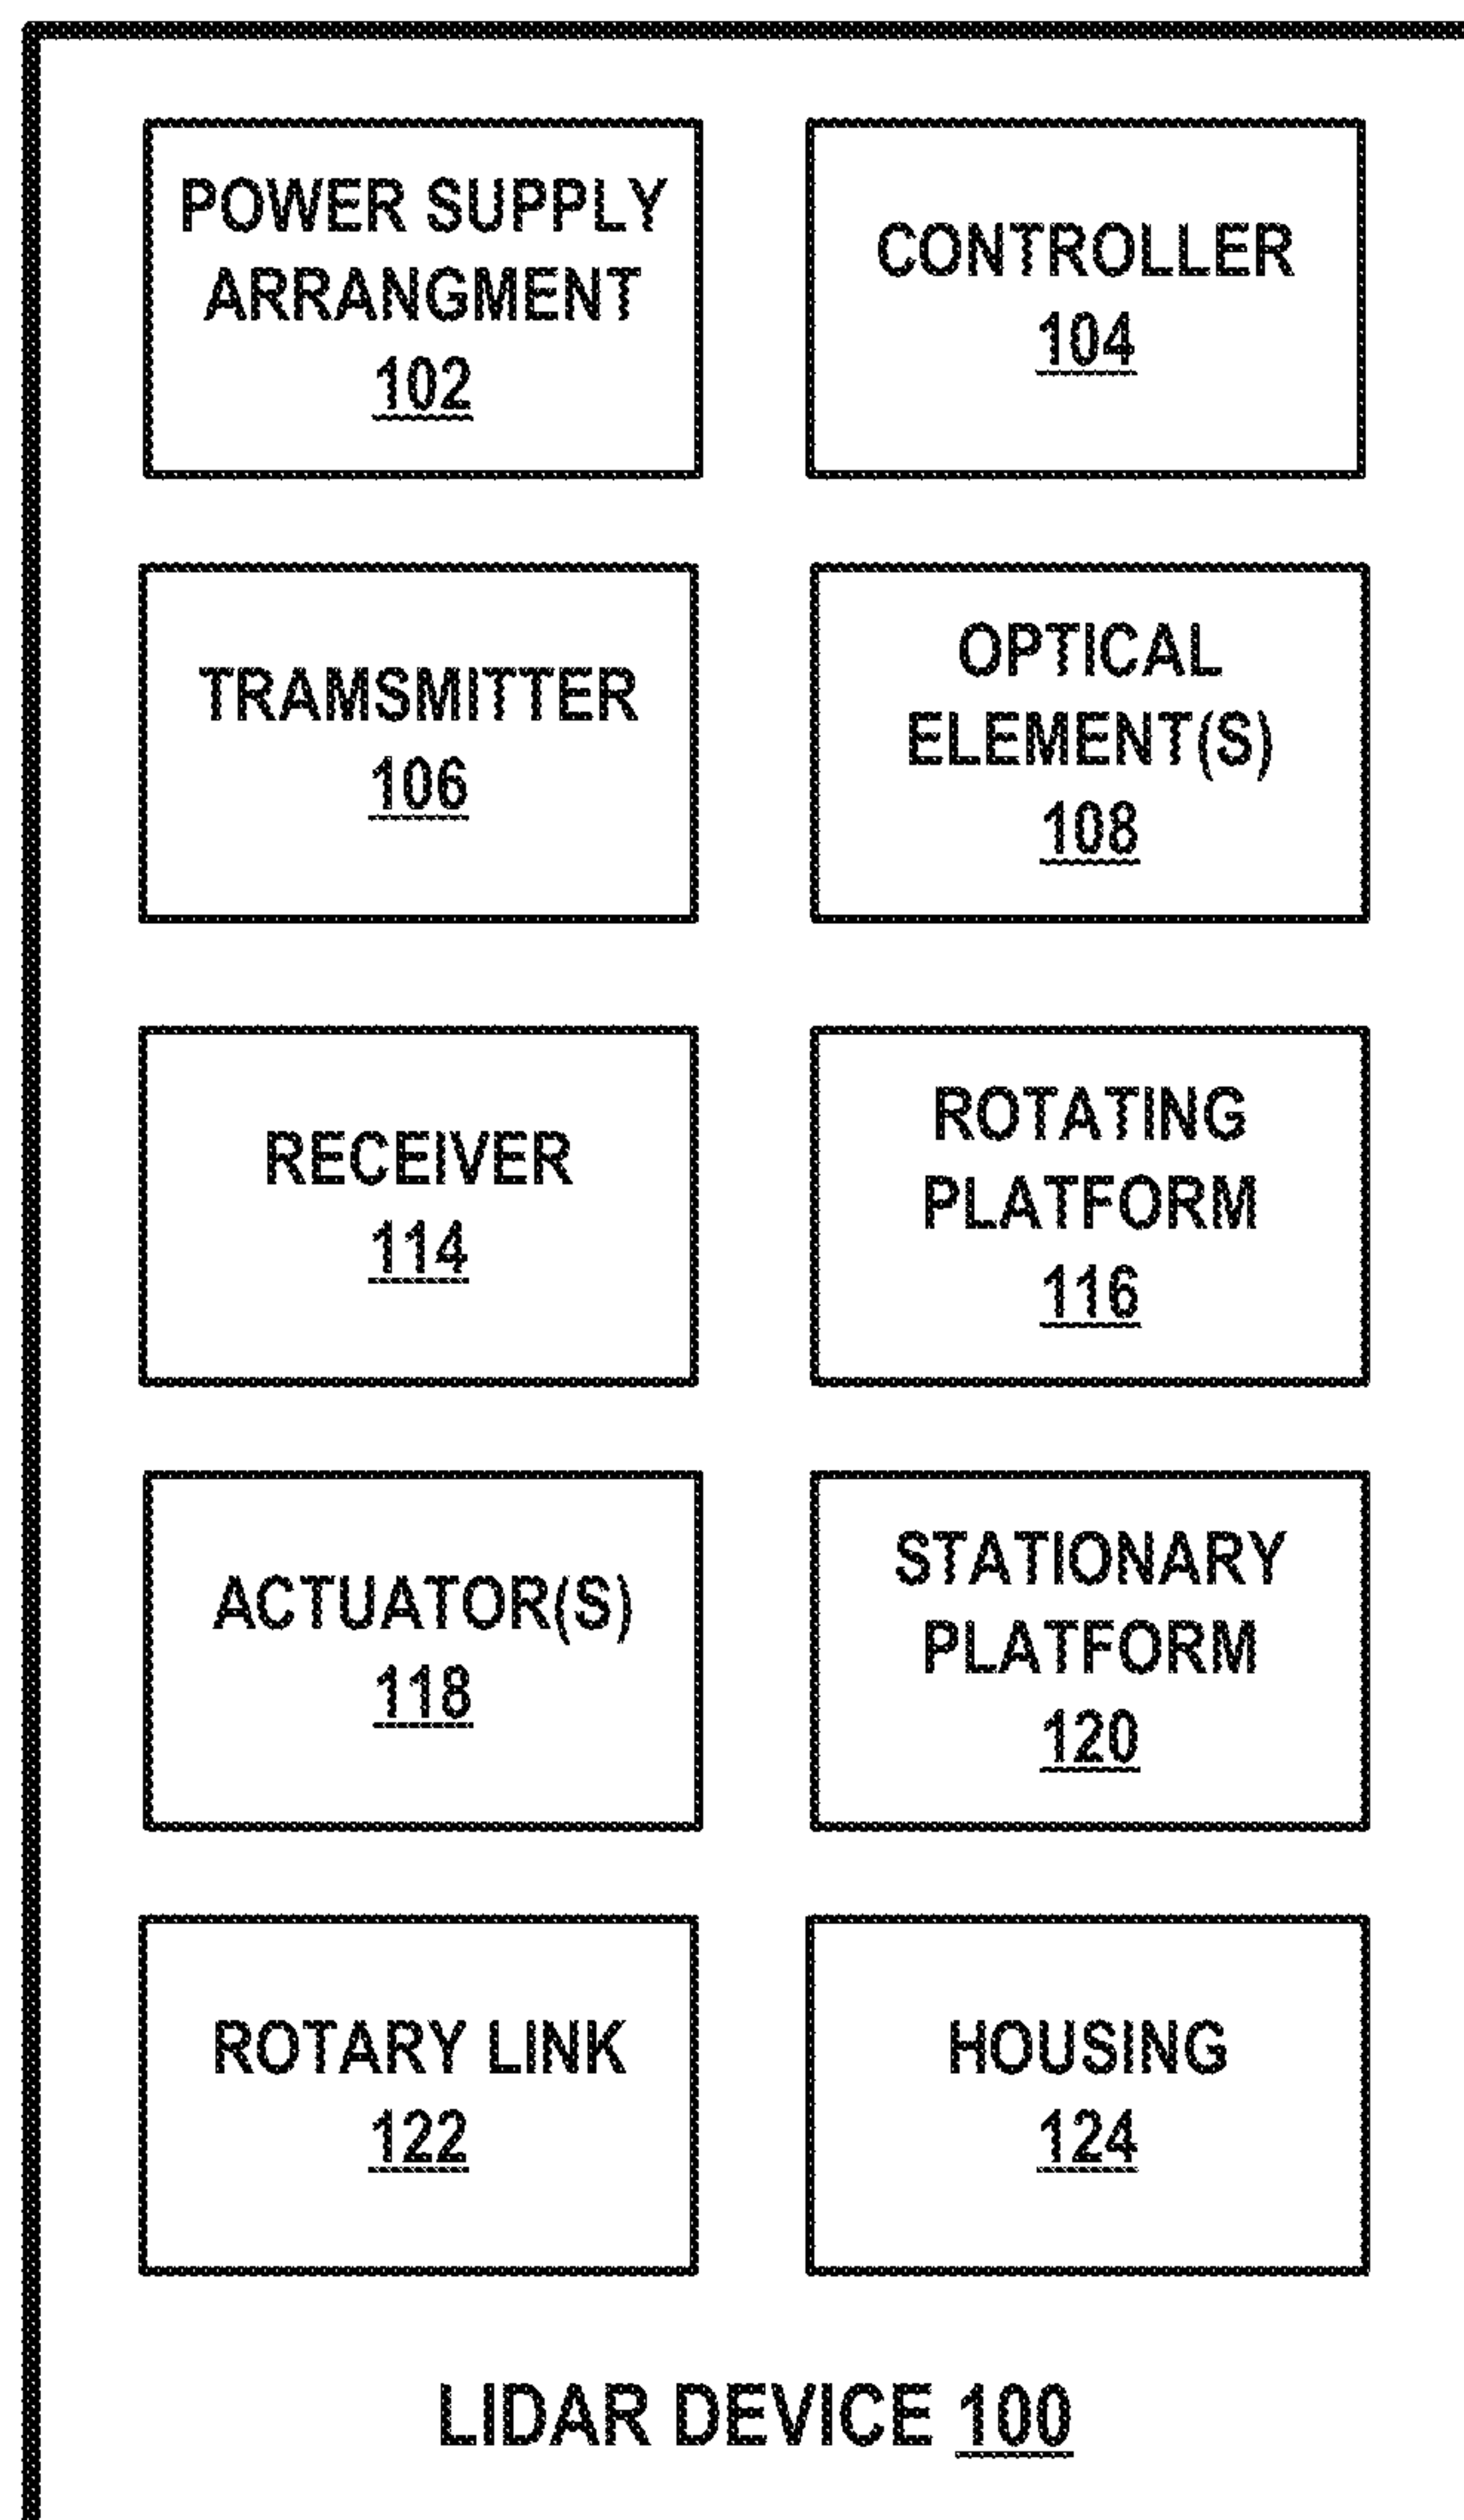 POWER SUPPLY
ARRANGMENT
102
CONTROLLER
104
TRAMSMITTER
106
OPTICAL
ELEMENT(S)
108
RECEIVER
114
ROTATING
PLATFORM
116
ACTUATOR(S)
118
STATIONARY
PLATFORM
120
ROTARY LINK
122
HOUSING
124
LIDAR DEVICE 100